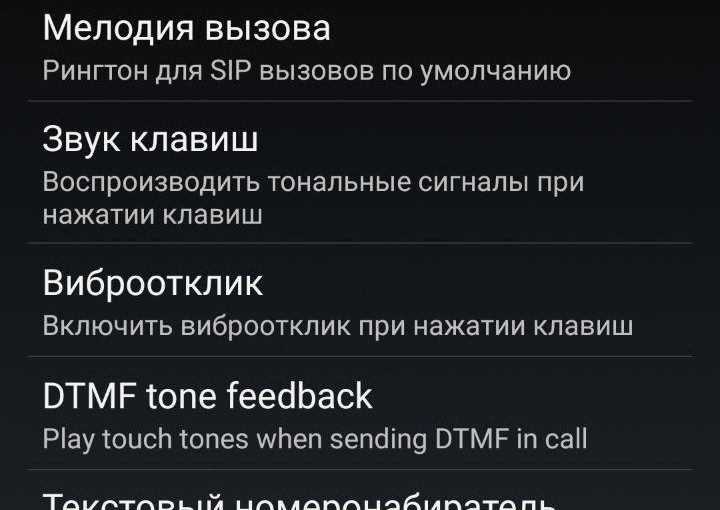 Мелодия вызова
Рингтон для SIP вызовов по умолчанию
Звук клавиш
Воспроизводить тональные сигналы при
нажатии клавиш
Виброотклик
Включить виброотклик при нажатии клавиш
DTMF tone feedback
Play touch tones when sending DTMF in call
Текстовый номеронабиратель